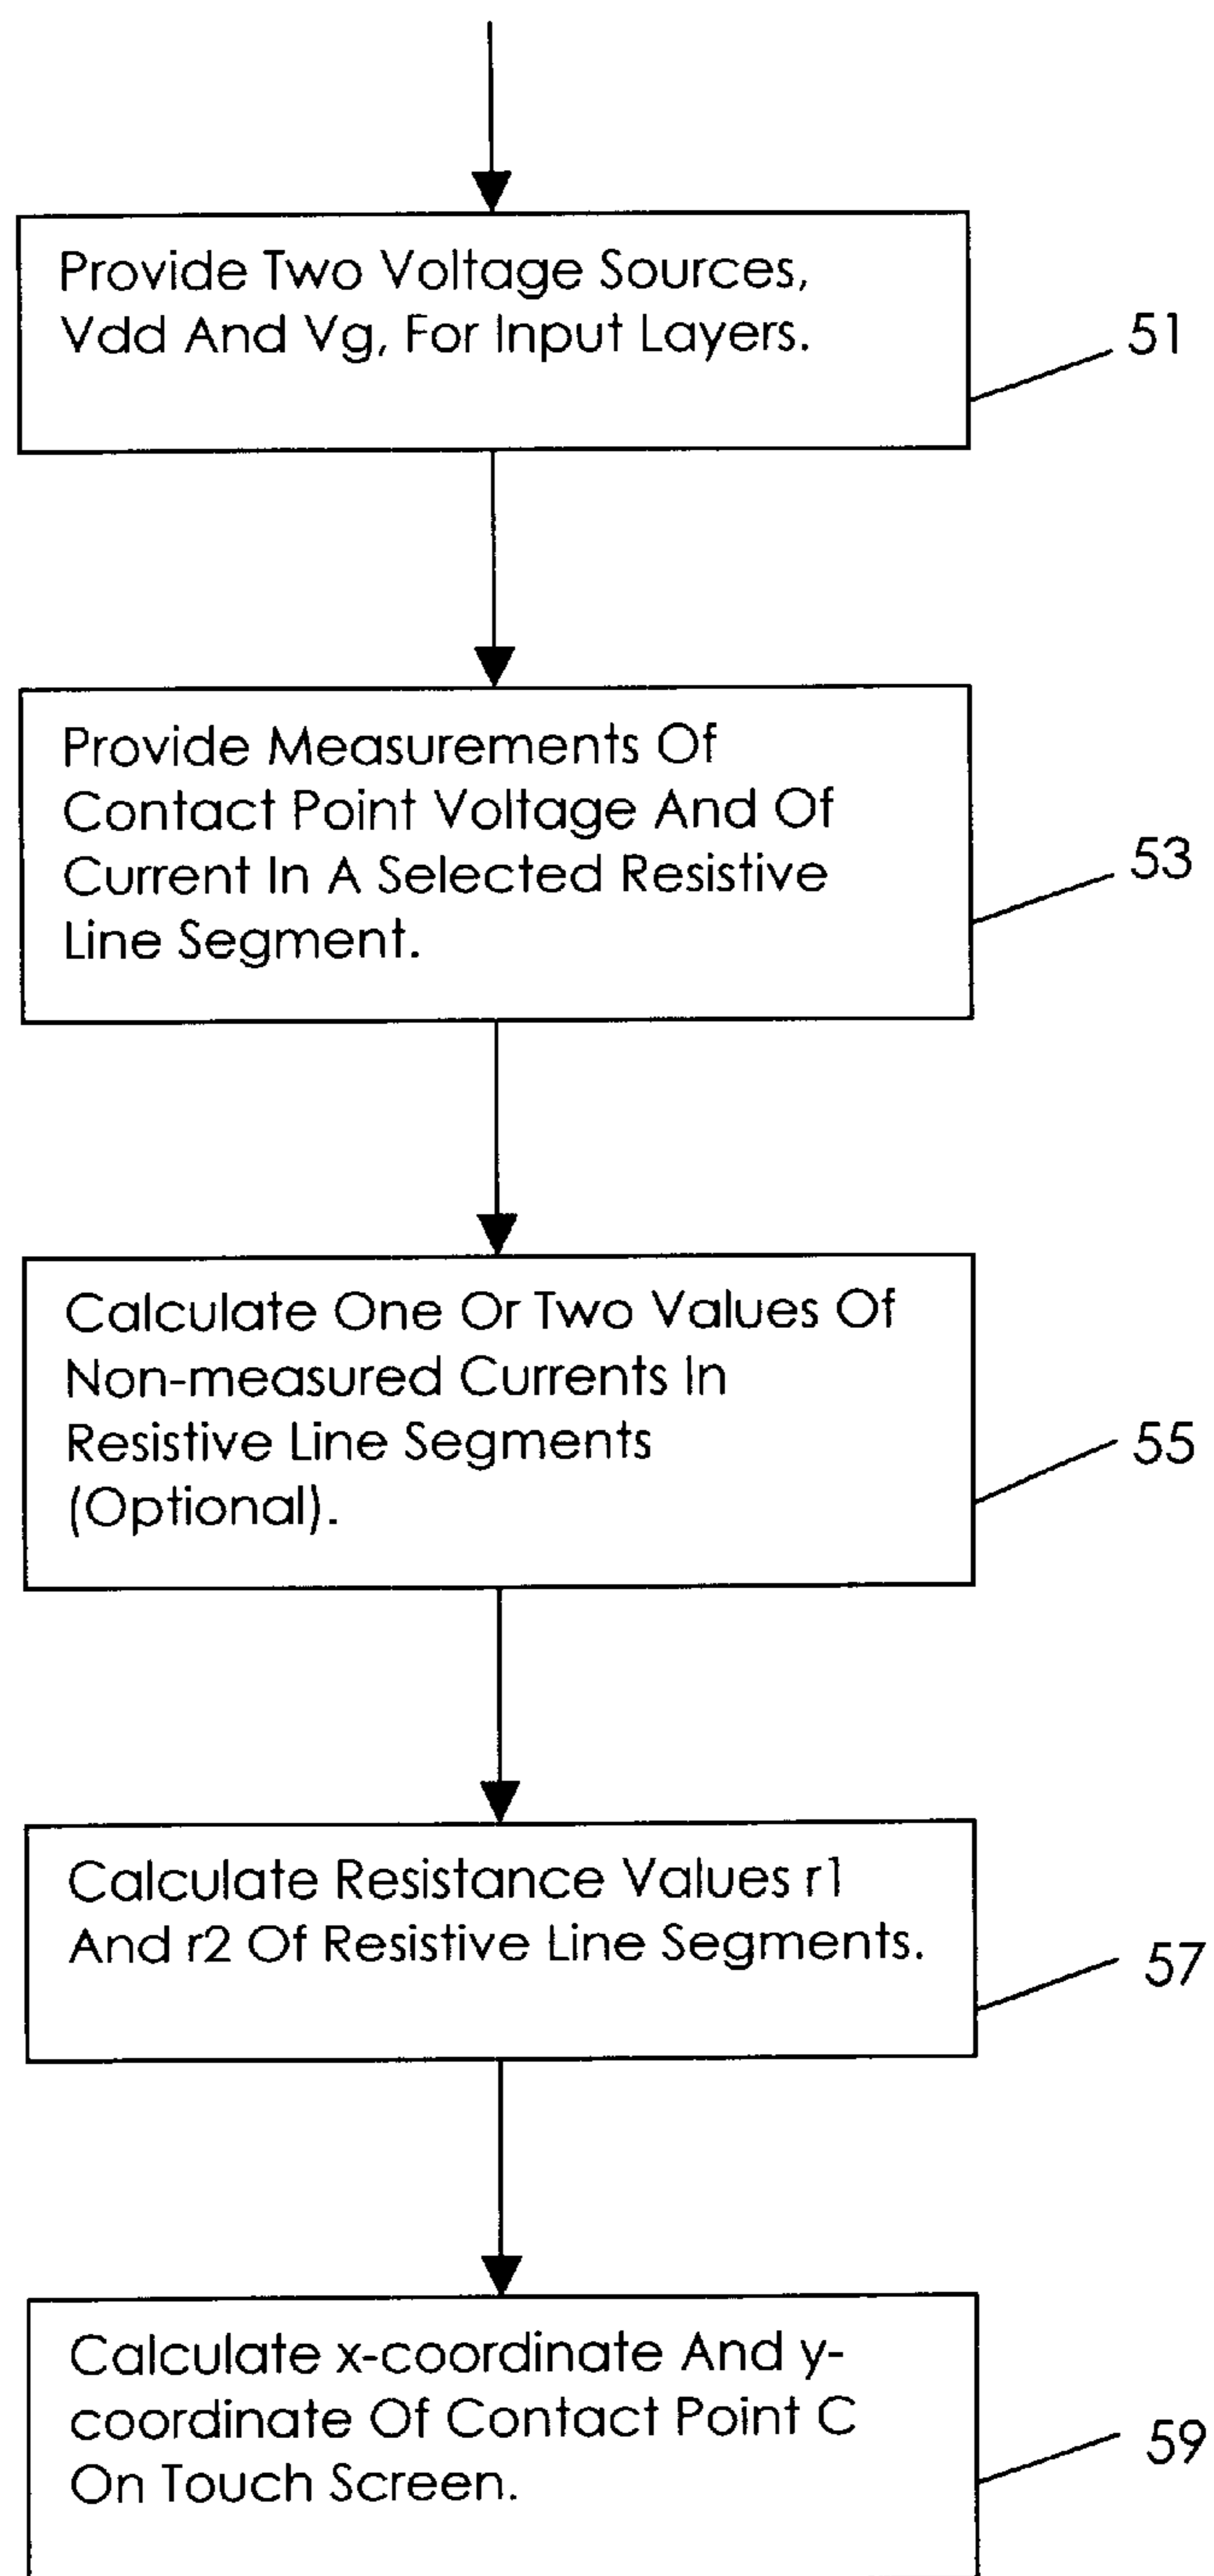 Provide Two Voltage Sources,
Vdd And Vg, For Input Layers.
51
Provide Measurements Of
Contact Point Voltage And Of
Current In A Selected Resistive
Line Segment.
53
Calculate One Or Two Values Of
Non-measured Currents In
Resistive Line Segments
(Optional).
55
Calculate Resistance Values r1
And r2 Of Resistive Line Segments.
57
Calculate x-coordinate And y-
coordinate Of Contact Point C
On Touch Screen.
59